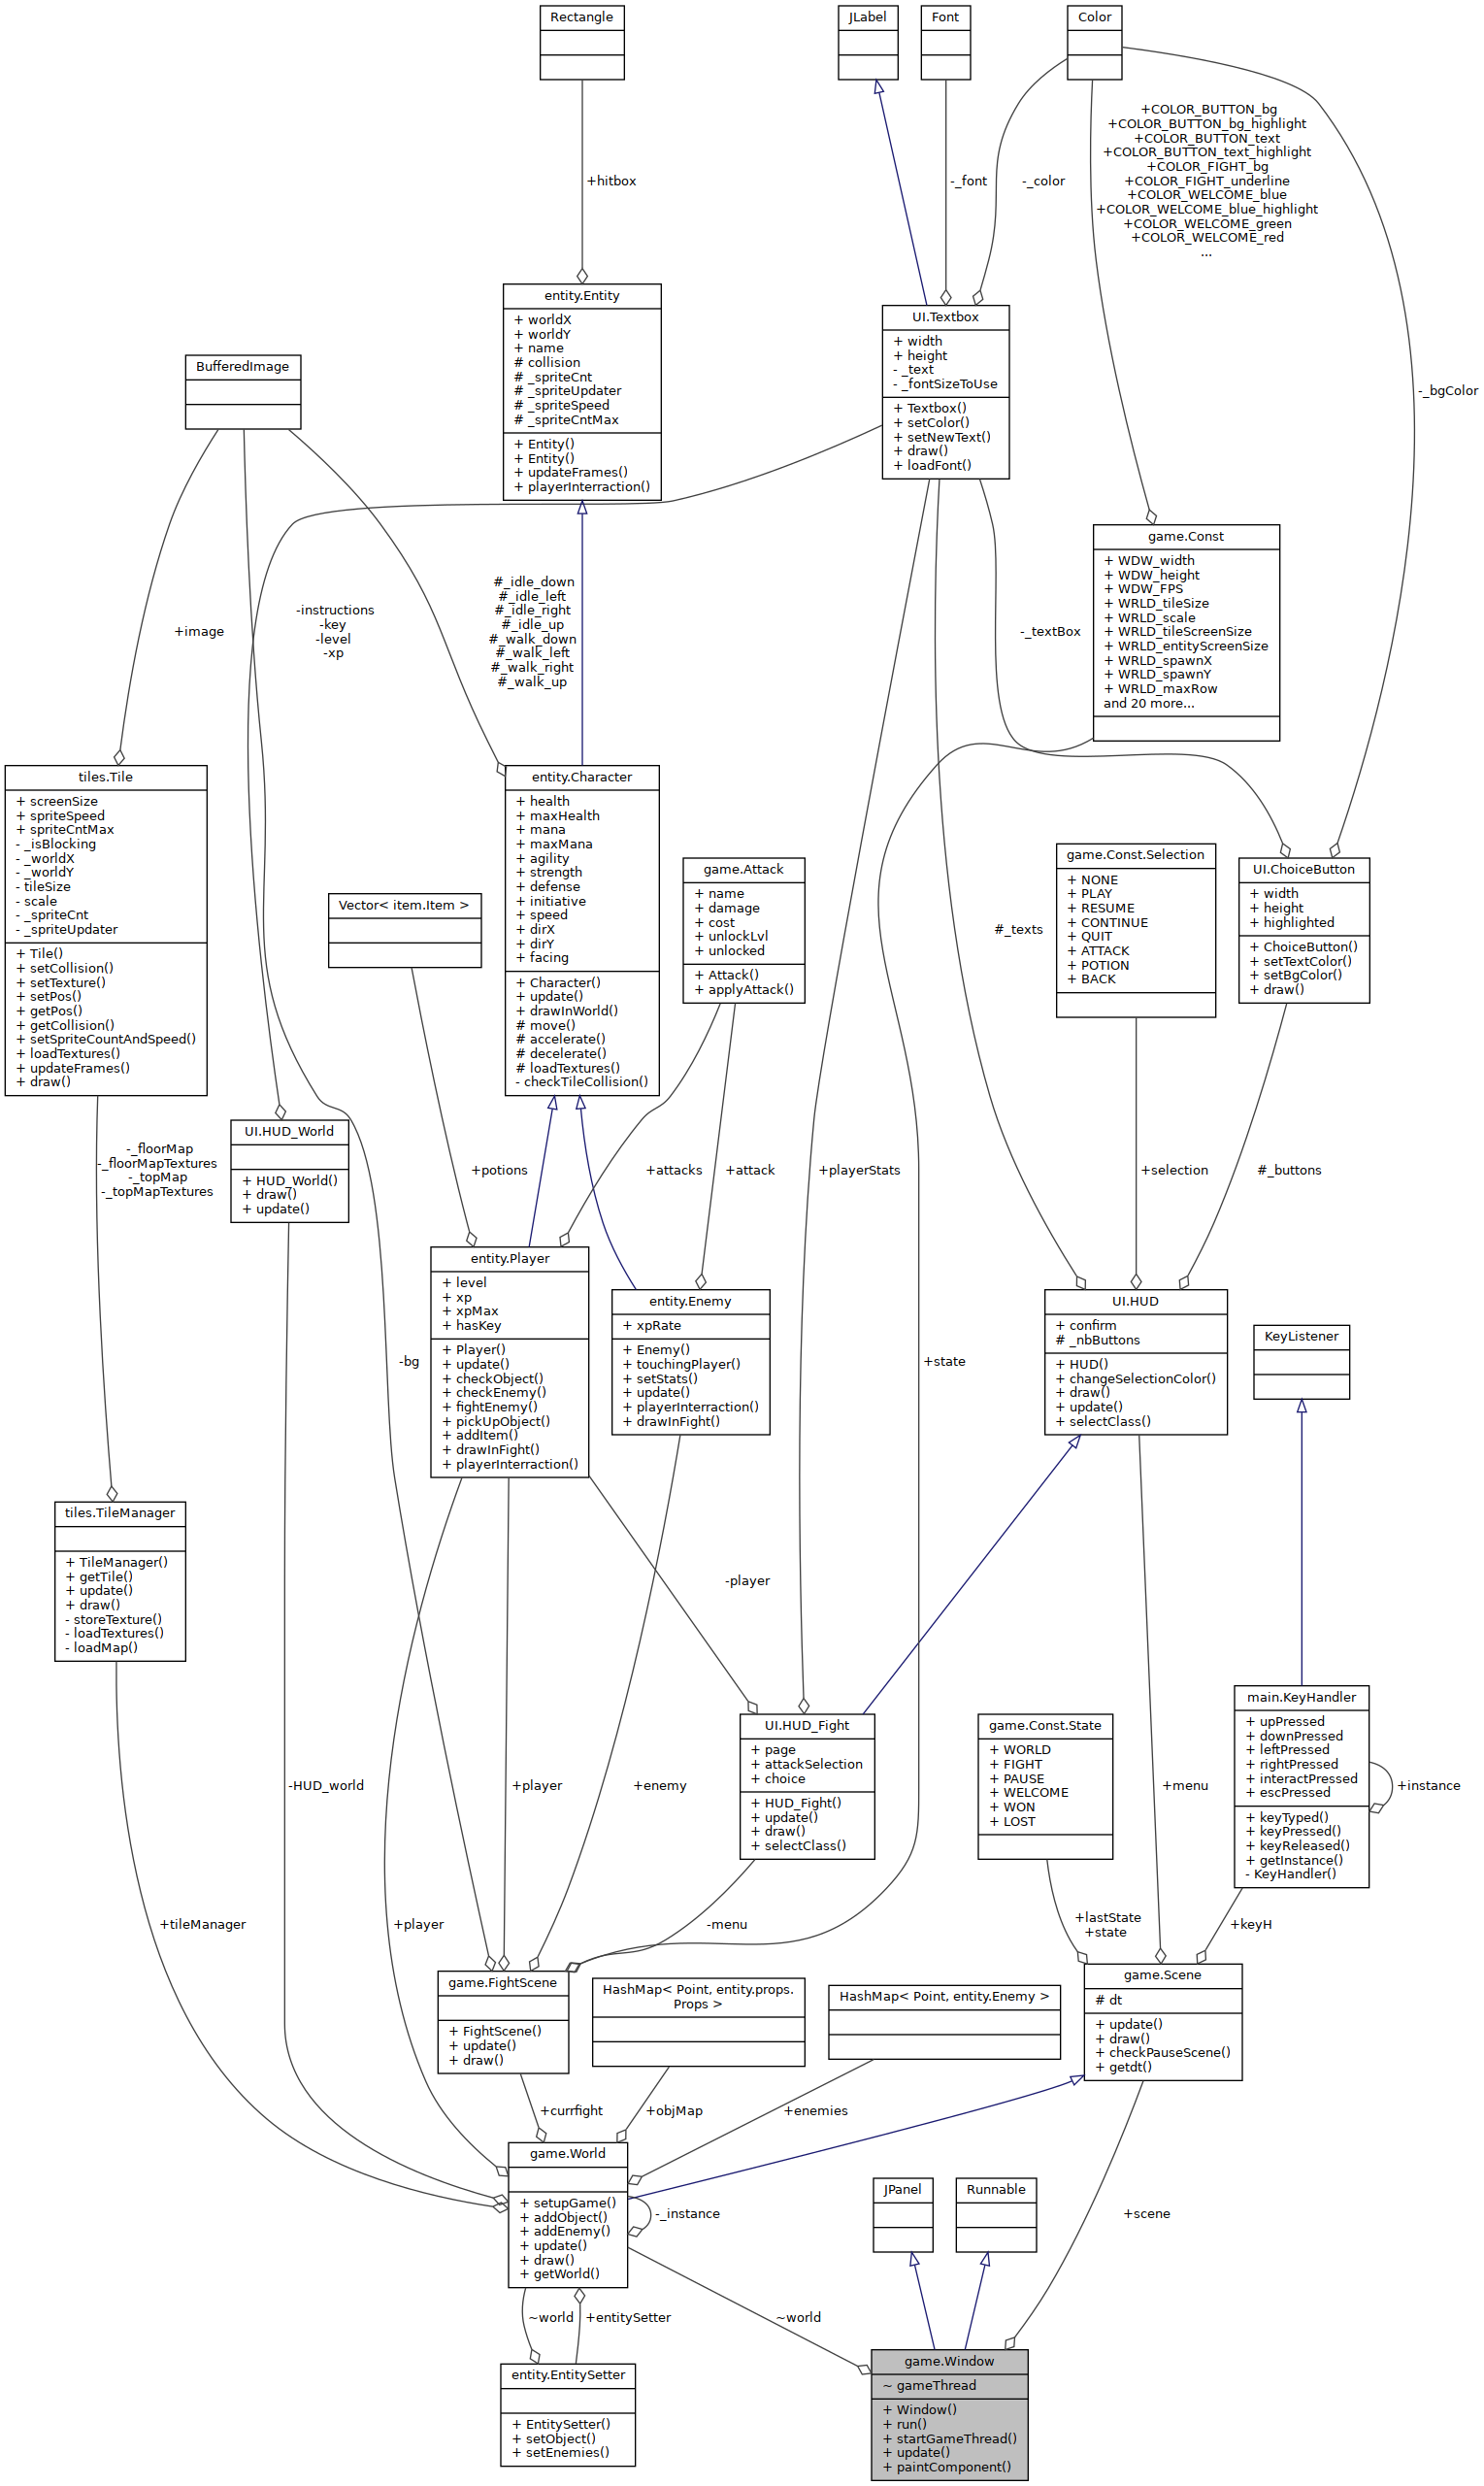 Rectangle
JLabel
Font
Color
+COLOR_BUTTON_bg
+COLOR_BUTTON_bg_highlight
+COLOR_BUTTON_text
+COLOR_BUTTON_text_highlight
+COLOR_FIGHT_bg
+COLOR_FIGHT_underline
+COLOR_WELCOME_blue
+COLOR_WELCOME_blue_highlight
+COLOR_WELCOME_green
+COLOR_WELCOME_red
...
+hitbox
-_font
-_color
-_bgColor
entity.Entity
+ worldX
+ worldY
+ name
# collision
# _spriteCnt
# _spriteUpdater
# _spriteSpeed
# _spriteCntMax
+ Entity()
+ Entity()
+ updateFrames()
+ playerInterraction()
UI.Textbox
+ width
+ height
- _text
- _fontSizeToUse
+ Textbox()
+ setColor()
+ setNewText()
+ draw()
+ loadFont()
BufferedImage
game.Const
+ WDW_width
+ WDW_height
+ WDW_FPS
+ WRLD_tileSize
+ WRLD_scale
+ WRLD_tileScreenSize
+ WRLD_entityScreenSize
+ WRLD_spawnX
+ WRLD_spawnY
+ WRLD_maxRow
and 20 more...
+image
-instructions
-key
-level
-xp
#_idle_down
#_idle_left
#_idle_right
#_idle_up
#_walk_down
#_walk_left
#_walk_right
#_walk_up
-_textBox
tiles.Tile
+ screenSize
+ spriteSpeed
+ spriteCntMax
- _isBlocking
- _worldX
- _worldY
- tileSize
- scale
- _spriteCnt
- _spriteUpdater
+ Tile()
+ setCollision()
+ setTexture()
+ setPos()
+ getPos()
+ getCollision()
+ setSpriteCountAndSpeed()
+ loadTextures()
+ updateFrames()
+ draw()
entity.Character
+ health
+ maxHealth
+ mana
+ maxMana
+ agility
+ strength
+ defense
+ initiative
+ speed
+ dirX
+ dirY
+ facing
+ Character()
+ update()
+ drawInWorld()
# move()
# accelerate()
# decelerate()
# loadTextures()
- checkTileCollision()
Vector< item.Item >
game.Attack
+ name
+ damage
+ cost
+ unlockLvl
+ unlocked
+ Attack()
+ applyAttack()
game.Const.Selection
+ NONE
+ PLAY
+ RESUME
+ CONTINUE
+ QUIT
+ ATTACK
+ POTION
+ BACK
UI.ChoiceButton
+ width
+ height
+ highlighted
+ ChoiceButton()
+ setTextColor()
+ setBgColor()
+ draw()
#_texts
-_floorMap
-_floorMapTextures
-_topMap
-_topMapTextures
UI.HUD_World
+ HUD_World()
+ draw()
+ update()
+potions
+attacks
+attack
+playerStats
+selection
#_buttons
entity.Player
+ level
+ xp
+ xpMax
+ hasKey
+ Player()
+ update()
+ checkObject()
+ checkEnemy()
+ fightEnemy()
+ pickUpObject()
+ addItem()
+ drawInFight()
+ playerInterraction()
entity.Enemy
+ xpRate
+ Enemy()
+ touchingPlayer()
+ setStats()
+ update()
+ playerInterraction()
+ drawInFight()
UI.HUD
+ confirm
# _nbButtons
+ HUD()
+ changeSelectionColor()
+ draw()
+ update()
+ selectClass()
KeyListener
-bg
+state
tiles.TileManager
+ TileManager()
+ getTile()
+ update()
+ draw()
- storeTexture()
- loadTextures()
- loadMap()
-player
UI.HUD_Fight
+ page
+ attackSelection
+ choice
+ HUD_Fight()
+ update()
+ draw()
+ selectClass()
game.Const.State
+ WORLD
+ FIGHT
+ PAUSE
+ WELCOME
+ WON
+ LOST
main.KeyHandler
+ upPressed
+ downPressed
+ leftPressed
+ rightPressed
+ interactPressed
+ escPressed
+ keyTyped()
+ keyPressed()
+ keyReleased()
+ getInstance()
- KeyHandler()
-HUD_world
+player
+enemy
+menu
+instance
+tileManager
+player
-menu
+lastState
+state
+keyH
game.FightScene
+ FightScene()
+ update()
+ draw()
HashMap< Point, entity.props.
Props >
HashMap< Point, entity.Enemy >
game.Scene
# dt
+ update()
+ draw()
+ checkPauseScene()
+ getdt()
+currfight
+objMap
+enemies
game.World
+ setupGame()
+ addObject()
+ addEnemy()
+ update()
+ draw()
+ getWorld()
-_instance
JPanel
Runnable
+scene
~world
+entitySetter
~world
entity.EntitySetter
+ EntitySetter()
+ setObject()
+ setEnemies()
game.Window
~ gameThread
+ Window()
+ run()
+ startGameThread()
+ update()
+ paintComponent()